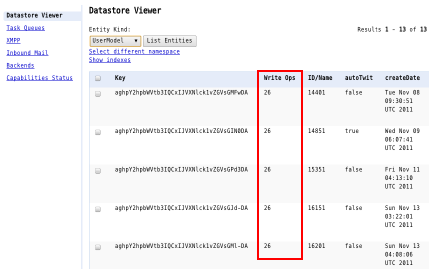 Datastore Viewer
Task Queues
XMPP
Inbound Mail
Backends
Capabilities Status
Datastore Viewer
Entity Kind:
Results 1 - 13 of 13
UserModel List Entities
Select different namespace
Show indexes
Key Write Ops ID/Name autoTwit createDate
aghpY2hpbWVtb3IQCxIJVXNlck1vZGVsGMFwDA 26 14401 false Tue Nov 08
09:30:51
UTC 2011
aghpY2hpbWVtb3IQCxIJVXNlck1vZGVsGIN0DA 26 14851 true Wed Nov 09
06:07:41
UTC 2011
aghpY2hpbWVtb3IQCxIJVXNlck1vZGVsGPd3DA 26 15351 false Fri Nov 11
04:13:10
UTC 2011
aghpY2hpbWVtb3IQCxIJVXNlck1vZGVsGJd-DA 26 16151 false Sun Nov 13
03:22:01
UTC 2011
aghpY2hpbWVtb3IQCxIJVXNlck1vZGVsGMl-DA 26 16201 false Sun Nov 13
04:08:06
UTC 2011